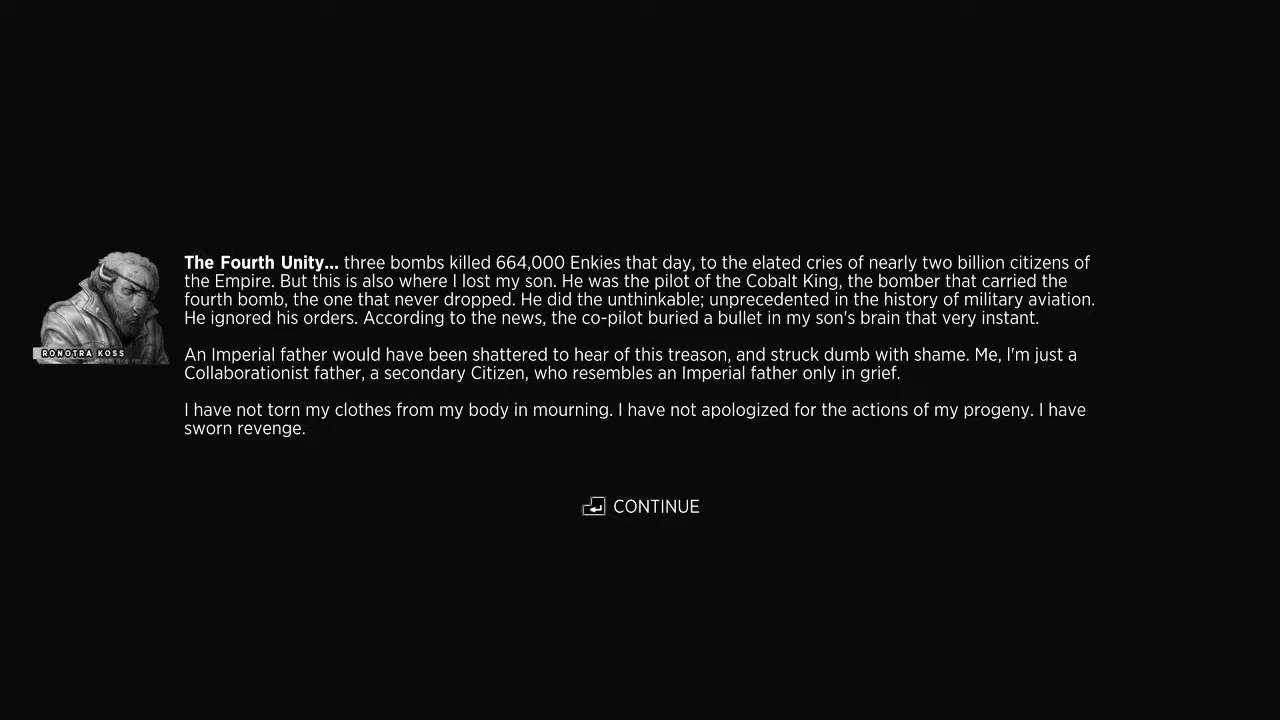 The Fourth Unity... three bombs killed 664,000 Enkies that day, to the elated cries of nearly two billion citizens of
the Empire. But this is also where I lost my son. He was the pilot of the Cobalt King, the bomber that carried the
fourth bomb, the one that never dropped. He did the unthinkable; unprecedented in the history of military aviation.
He ignored his orders. According to the news, the co-pilot buried a bullet in my son's brain that very instant.
RONOTRA KOSS
An Imperial father would have been shattered to hear of this treason, and struck dumb with shame. Me, I'm just a
Collaborationist father, a secondary Citizen, who resembles an Imperial father only in grief.
I have not torn my clothes from my body in mourning. I have not apologized for the actions of my progeny. I have
sworn revenge.
CONTINUE